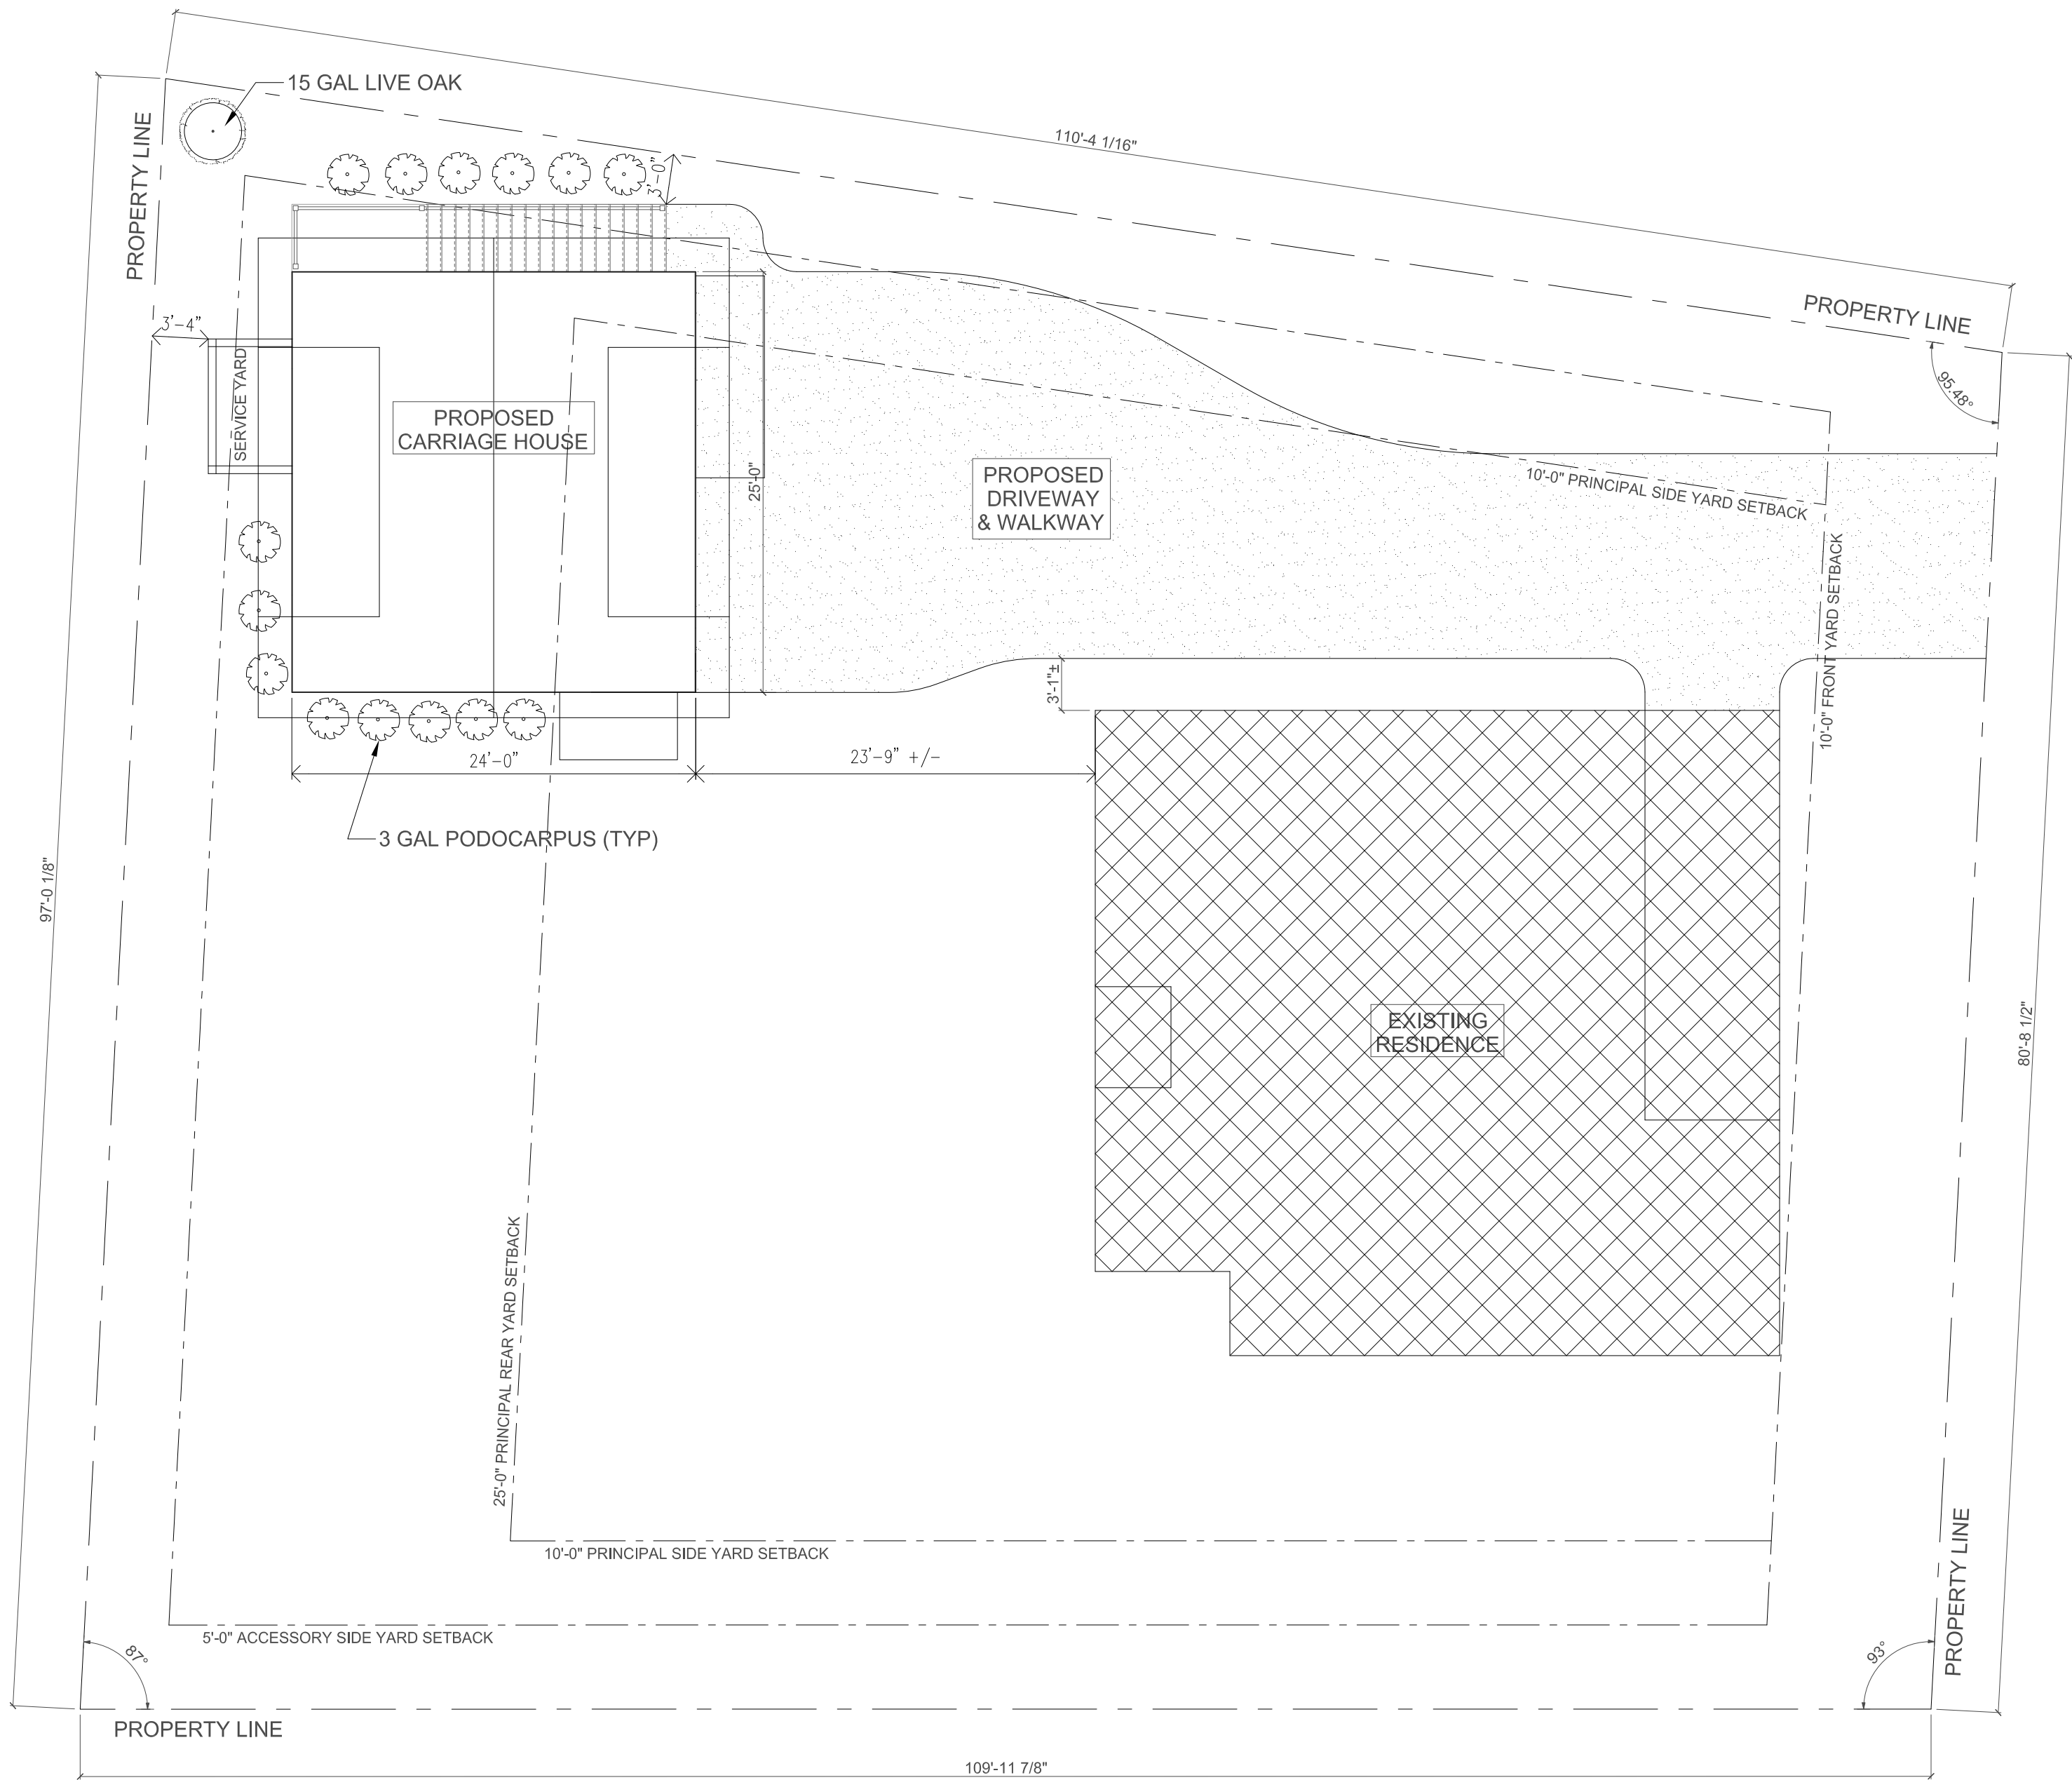 15 GAL LIVE OAK
110'-4 1/16"
PROPERTY LINE
3'-0"
PROPERTY LINE
3'-4"
SERVICE YARD
95.48°
PROPOSED
CARRIAGE HOUSE
25'-0"
PROPOSED
DRIVEWAY
& WALKWAY
10'-0" PRINCIPAL SIDE YARD SETBACK
10'-0" FRONT YARD SETBACK
3'-1"±
24'-0"
23'-9" +/-
3 GAL PODOCARPUS (TYP)
97'-0 1/8"
EXISTING
RESIDENCE
80'-8 1/2"
25'-0" PRINCIPAL REAR YARD SETBACK
10'-0" PRINCIPAL SIDE YARD SETBACK
5'-0" ACCESSORY SIDE YARD SETBACK
87°
93°
PROPERTY LINE
PROPERTY LINE
109'-11 7/8"